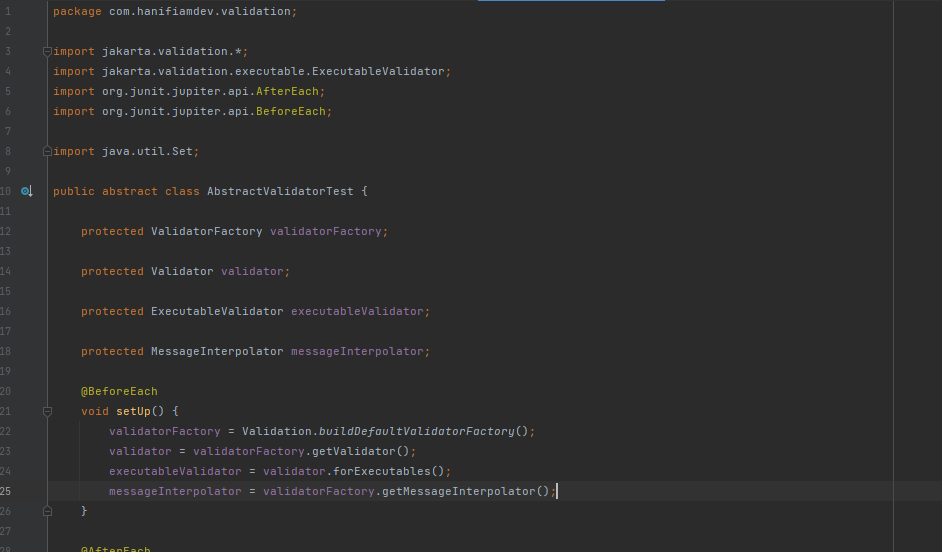 1 package com.hanifiamdev.validation;
2
3 import jakarta.validation.*;
4 import jakarta.validation.executable.ExecutableValidator;
5 import org.junit.jupiter.api.AfterEach;
6 import org.junit.jupiter.api.BeforeEach;
7
8 import java.util.Set;
9
10 public abstract class AbstractValidatorTest {
11
12 protected ValidatorFactory validatorFactory;
13
14 protected Validator validator;
15
16 protected ExecutableValidator executableValidator;
17
18 protected MessageInterpolator messageInterpolator;
19
20 @BeforeEach
21 void setUp() {
22 validatorFactory = Validation.buildDefaultValidatorFactory();
23 validator = validatorFactory.getValidator();
24 executableValidator = validator.forExecutables();
25 messageInterpolator = validatorFactory.getMessageInterpolator();
26 }
27
28 @AfterEach